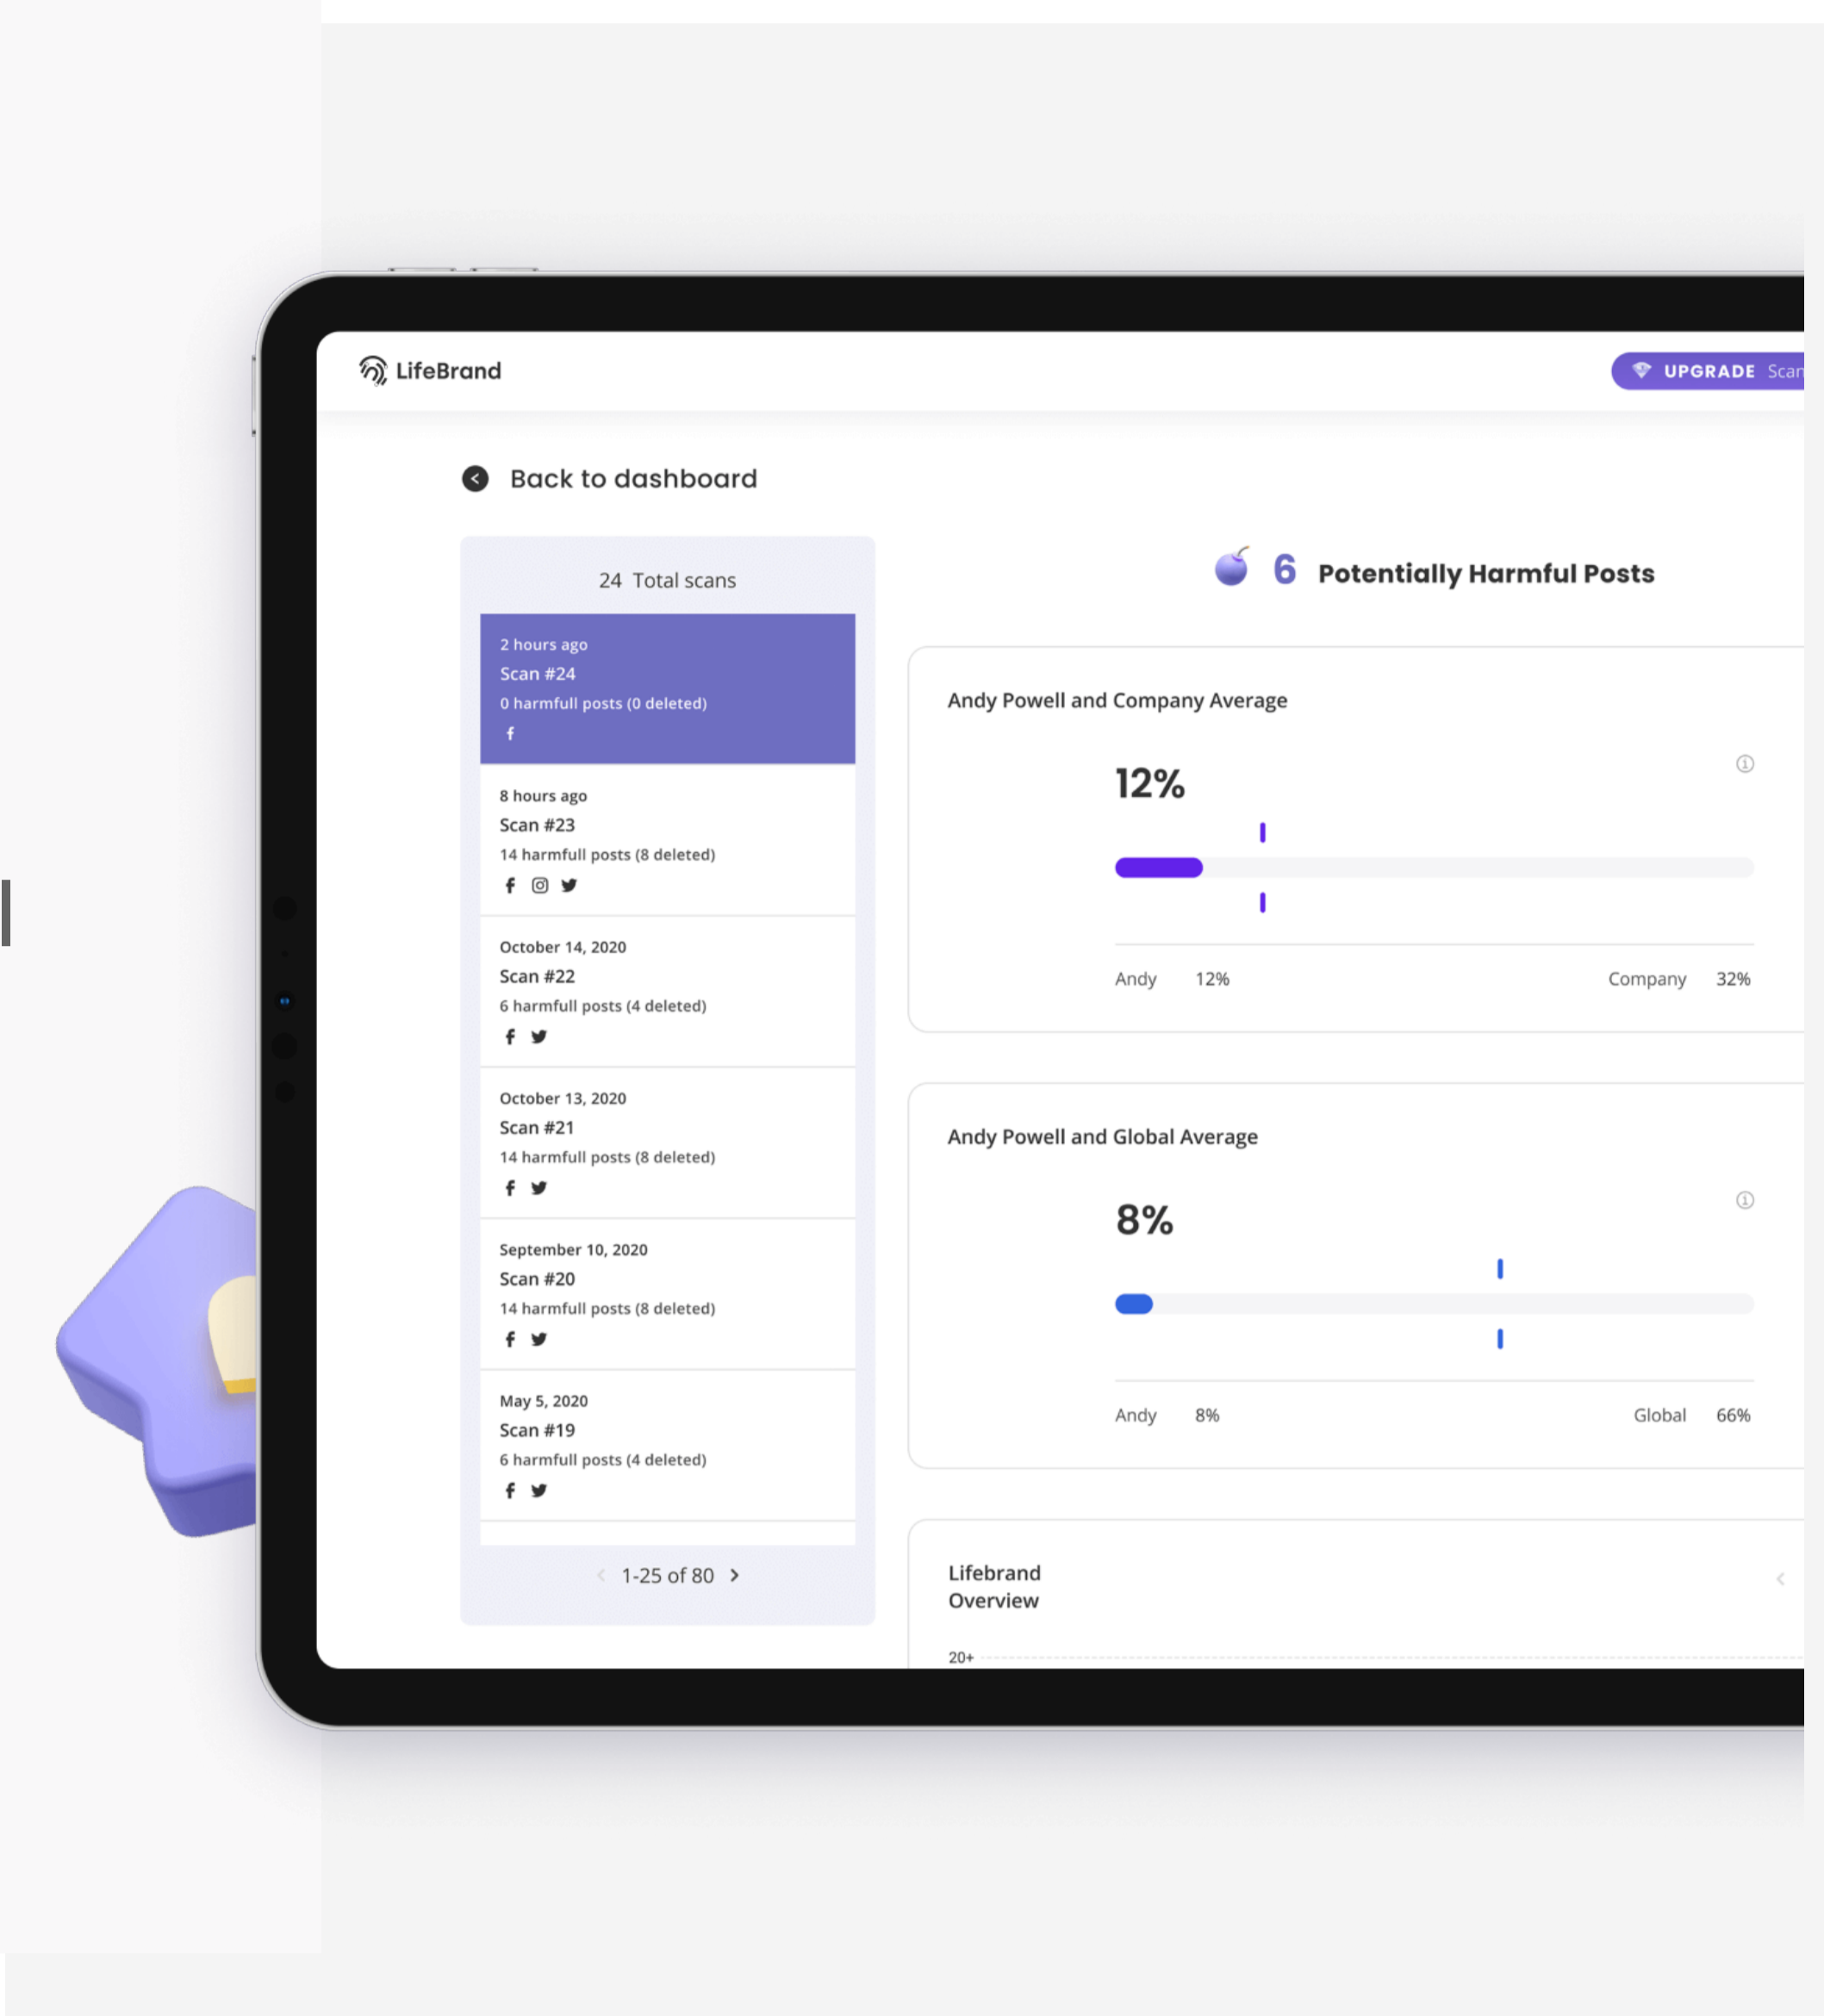 LifeBrand
UPGRADE Scan
Back to dashboard
24 Total scans
2 hours ago
Scan #24
0 harmfull posts (0 deleted)
8 hours ago
Scan #23
14 harmfull posts (8 deleted)
October 14, 2020
Scan #22
6 harmfull posts (4 deleted)
October 13, 2020
Scan #21
14 harmfull posts (8 deleted)
September 10, 2020
Scan #20
14 harmfull posts (8 deleted)
May 5, 2020
Scan #19
6 harmfull posts (4 deleted)
1-25 of 80
6 Potentially Harmful Posts
Andy Powell and Company Average
12%
Andy 12% Company 32%
Andy Powell and Global Average
8%
Andy 8% Global 66%
Lifebrand
Overview
20+